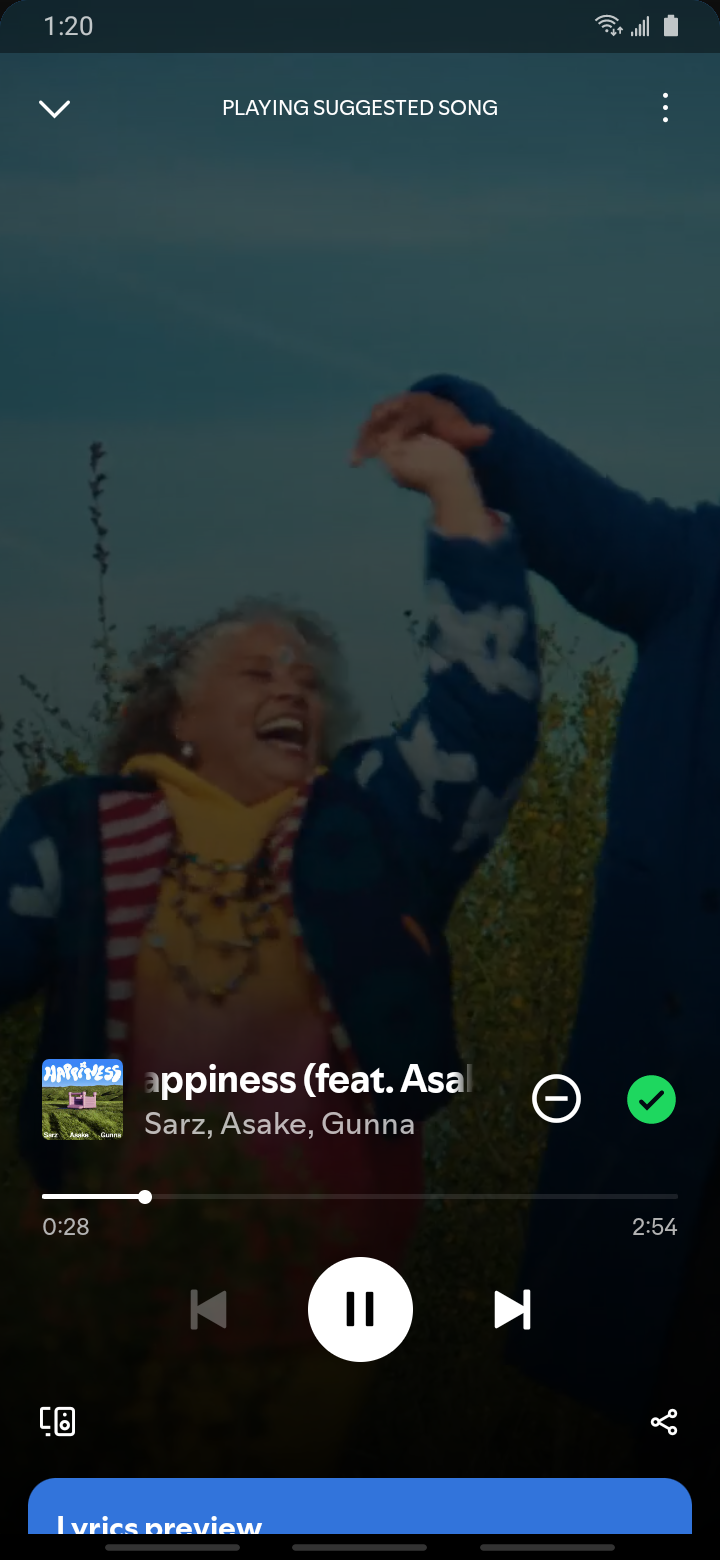 1:20
PLAYING SUGGESTED SONG
HAPPINESS
Sarz Asake Gunna
appiness (feat. Asal
Sarz, Asake, Gunna
0:28
2:54
Lyrics preview